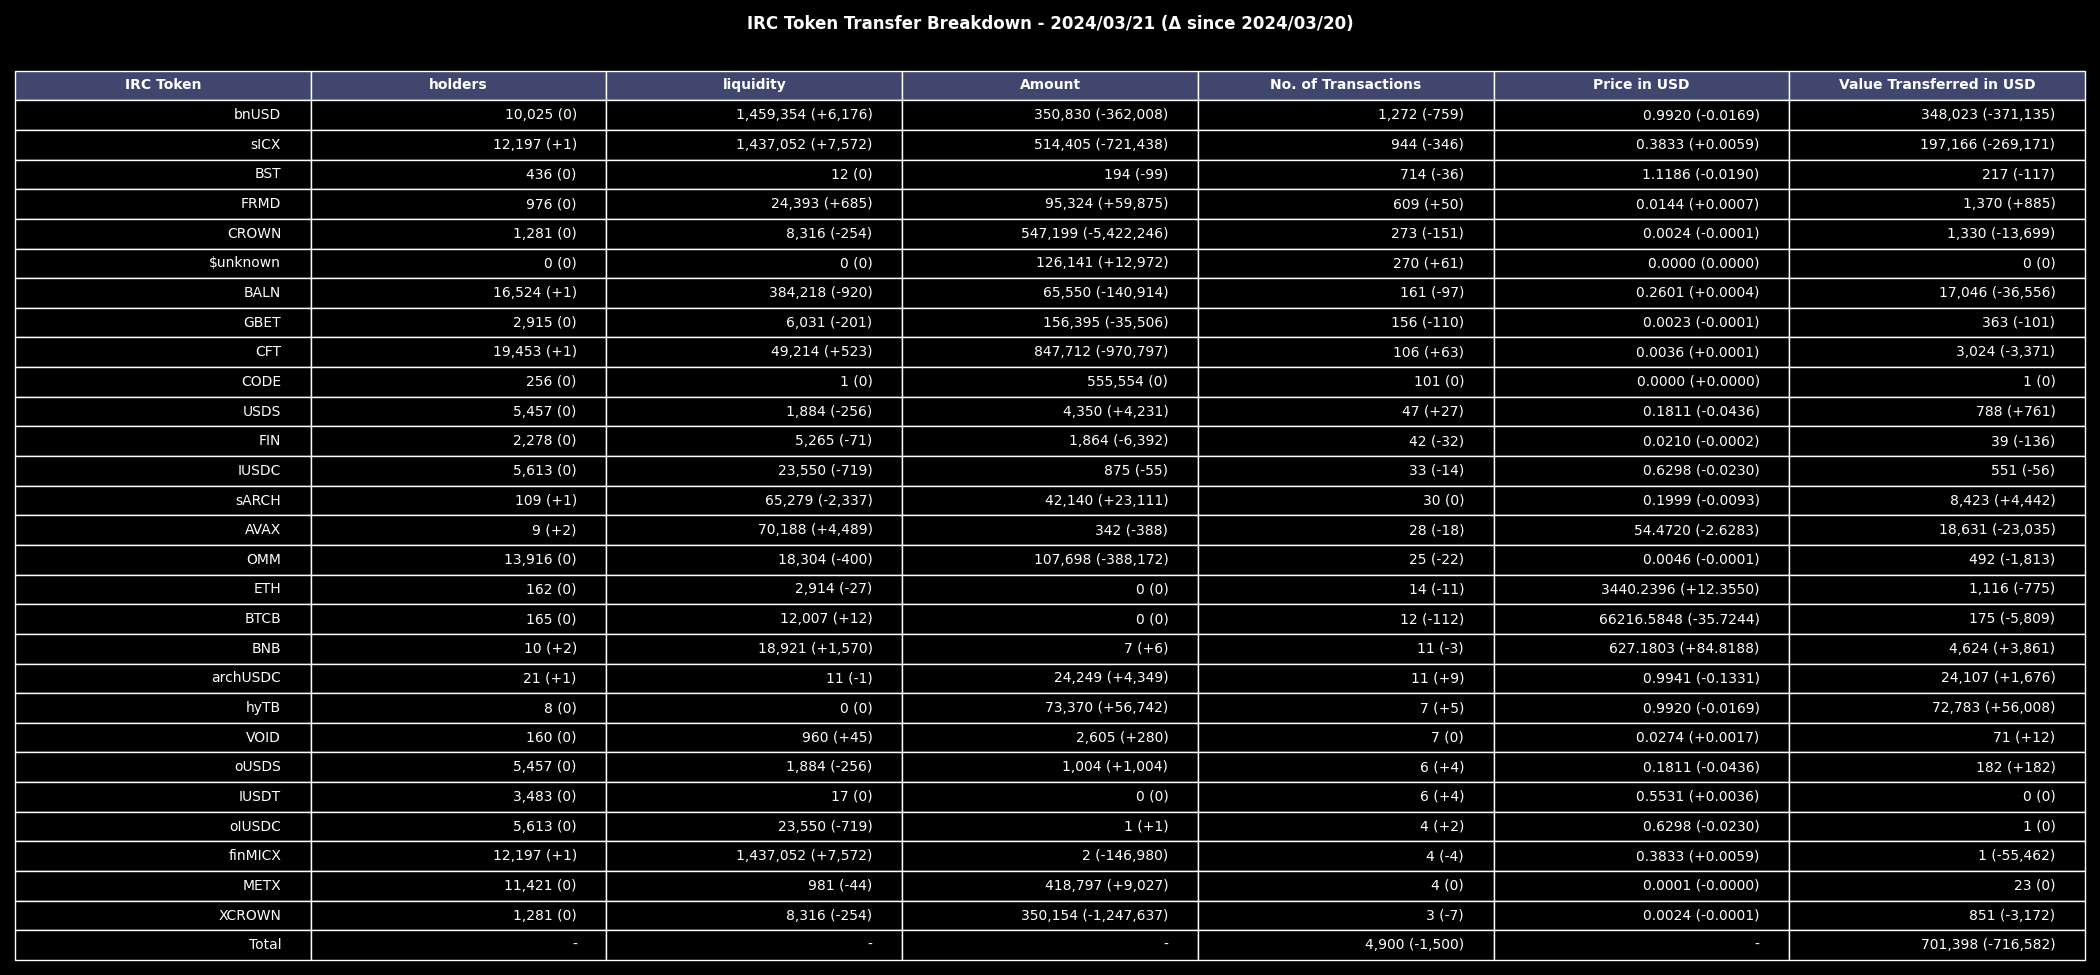 IRC Token Transfer Breakdown - 2024/03/21 (Δ since 2024/03/20)
IRC Token holders liquidity Amount No. of Transactions Price in USD Value Transferred in USD
bnUSD 10,025 (0) 1,459,354 (+6,176) 350,830 (-362,008) 1,272 (-759) 0.9920 (-0.0169) 348,023 (-371,135)
sICX 12,197 (+1) 1,437,052 (+7,572) 514,405 (-721,438) 944 (-346) 0.3833 (+0.0059) 197,166 (-269,171)
BST 436 (0) 12 (0) 194 (-99) 714 (-36) 1.1186 (-0.0190) 217 (-117)
FRMD 976 (0) 24,393 (+685) 95,324 (+59,875) 609 (+50) 0.0144 (+0.0007) 1,370 (+885)
CROWN 1,281 (0) 8,316 (-254) 547,199 (-5,422,246) 273 (-151) 0.0024 (-0.0001) 1,330 (-13,699)
$unknown 0 (0) 0 (0) 126,141 (+12,972) 270 (+61) 0.0000 (0.0000) 0 (0)
BALN 16,524 (+1) 384,218 (-920) 65,550 (-140,914) 161 (-97) 0.2601 (+0.0004) 17,046 (-36,556)
GBET 2,915 (0) 6,031 (-201) 156,395 (-35,506) 156 (-110) 0.0023 (-0.0001) 363 (-101)
CFT 19,453 (+1) 49,214 (+523) 847,712 (-970,797) 106 (+63) 0.0036 (+0.0001) 3,024 (-3,371)
CODE 256 (0) 1 (0) 555,554 (0) 101 (0) 0.0000 (+0.0000) 1 (0)
USDS 5,457 (0) 1,884 (-256) 4,350 (+4,231) 47 (+27) 0.1811 (-0.0436) 788 (+761)
FIN 2,278 (0) 5,265 (-71) 1,864 (-6,392) 42 (-32) 0.0210 (-0.0002) 39 (-136)
IUSDC 5,613 (0) 23,550 (-719) 875 (-55) 33 (-14) 0.6298 (-0.0230) 551 (-56)
sARCH 109 (+1) 65,279 (-2,337) 42,140 (+23,111) 30 (0) 0.1999 (-0.0093) 8,423 (+4,442)
AVAX 9 (+2) 70,188 (+4,489) 342 (-388) 28 (-18) 54.4720 (-2.6283) 18,631 (-23,035)
OMM 13,916 (0) 18,304 (-400) 107,698 (-388,172) 25 (-22) 0.0046 (-0.0001) 492 (-1,813)
ETH 162 (0) 2,914 (-27) 0 (0) 14 (-11) 3440.2396 (+12.3550) 1,116 (-775)
BTCB 165 (0) 12,007 (+12) 0 (0) 12 (-112) 66216.5848 (-35.7244) 175 (-5,809)
BNB 10 (+2) 18,921 (+1,570) 7 (+6) 11 (-3) 627.1803 (+84.8188) 4,624 (+3,861)
archUSDC 21 (+1) 11 (-1) 24,249 (+4,349) 11 (+9) 0.9941 (-0.1331) 24,107 (+1,676)
hyTB 8 (0) 0 (0) 73,370 (+56,742) 7 (+5) 0.9920 (-0.0169) 72,783 (+56,008)
VOID 160 (0) 960 (+45) 2,605 (+280) 7 (0) 0.0274 (+0.0017) 71 (+12)
oUSDS 5,457 (0) 1,884 (-256) 1,004 (+1,004) 6 (+4) 0.1811 (-0.0436) 182 (+182)
IUSDT 3,483 (0) 17 (0) 0 (0) 6 (+4) 0.5531 (+0.0036) 0 (0)
oIUSDC 5,613 (0) 23,550 (-719) 1 (+1) 4 (+2) 0.6298 (-0.0230) 1 (0)
finMICX 12,197 (+1) 1,437,052 (+7,572) 2 (-146,980) 4 (-4) 0.3833 (+0.0059) 1 (-55,462)
METX 11,421 (0) 981 (-44) 418,797 (+9,027) 4 (0) 0.0001 (-0.0000) 23 (0)
XCROWN 1,281 (0) 8,316 (-254) 350,154 (-1,247,637) 3 (-7) 0.0024 (-0.0001) 851 (-3,172)
Total - - - 4,900 (-1,500) - 701,398 (-716,582)